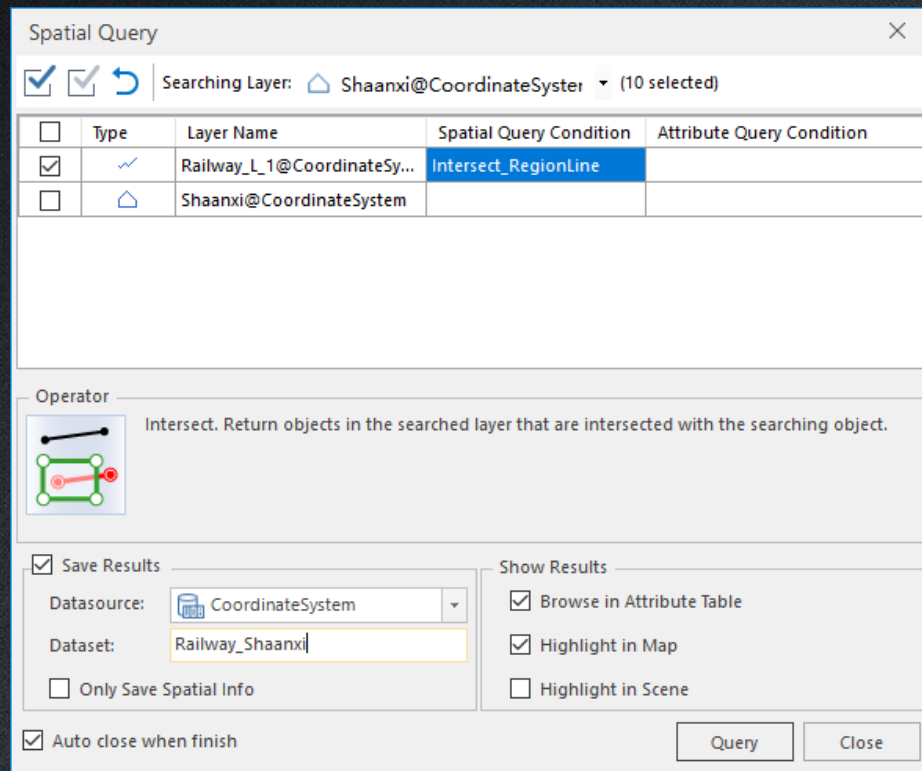 Spatial Query
Searching Layer: Shaanxi@CoordinateSyster (10 selected)
Type Layer Name Spatial Query Condition Attribute Query Condition
Railway_L_1@CoordinateSy... Intersect_RegionLine
Shaanxi@CoordinateSystem
Operator
Intersect. Return objects in the searched layer that are intersected with the searching object.
Save Results
Datasource: UDB CoordinateSystem
Dataset: Railway_Shaanxi
Only Save Spatial Info
Show Results
Browse in Attribute Table
Highlight in Map
Highlight in Scene
Auto close when finish
Query Close